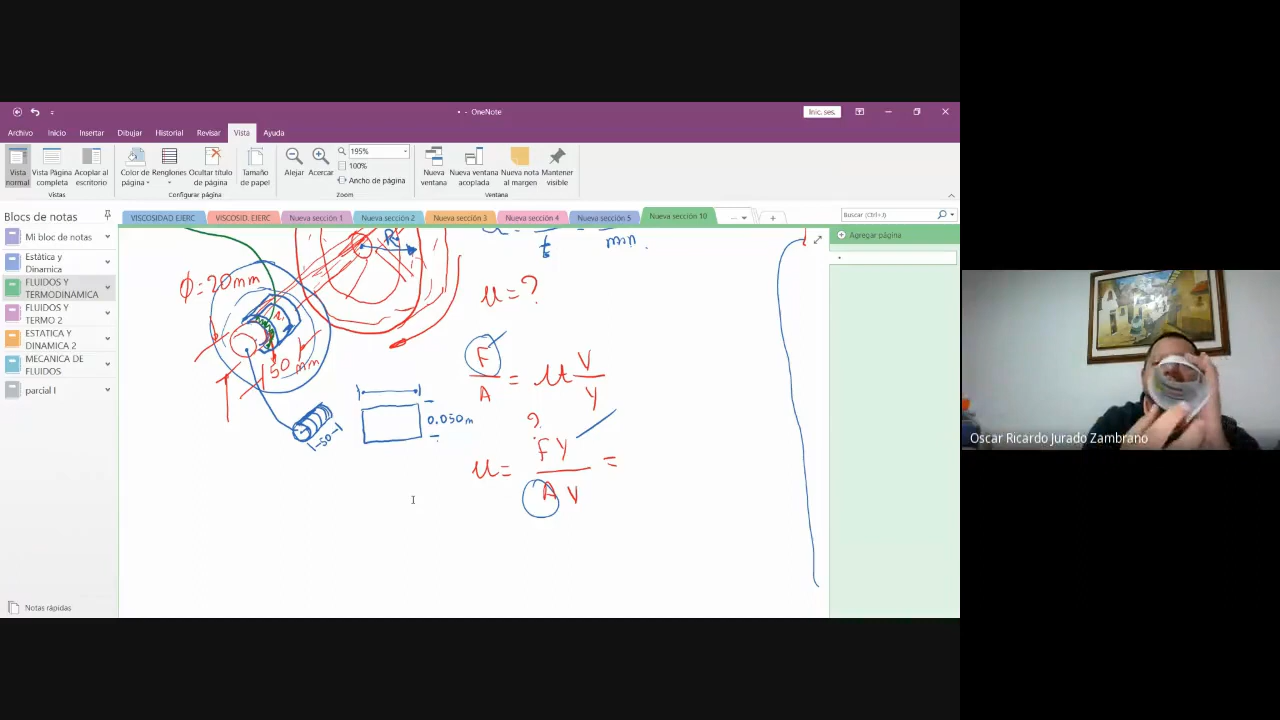 - OneNote
Inic. ses.
Archivo Inicio Insertar Dibujar Historial Revisar Vista Ayuda
Vista normal
Vista Página completa
Acoplar al escritorio
Vistas
Color de página
Renglones
Ocultar título de página
Tamaño de papel
Configurar página
Alejar
Acercar
195%
100%
Ancho de página
Zoom
Nueva ventana
Nueva ventana acoplada
Nueva nota al margen
Mantener visible
Ventana
Blocs de notas
VISCOSIDAD EJERC
VISCOSID. EJERC
Nueva sección 1
Nueva sección 2
Nueva sección 3
Nueva sección 4
Nueva sección 5
Nueva sección 10
...
+
Buscar (Ctrl+J)
Mi bloc de notas
Estática y Dinamica
FLUIDOS Y TERMODINAMICA
FLUIDOS Y TERMO 2
ESTATICA Y DINAMICA 2
MECANICA DE FLUIDOS
parcial I
Notas rápidas
Agregar página
R
t
min.
φ=20mm
u=?
50 mm
F/A = V/Y
0.050m
|-50-|
?
u= FY/AV =
Oscar Ricardo Jurado Zambrano